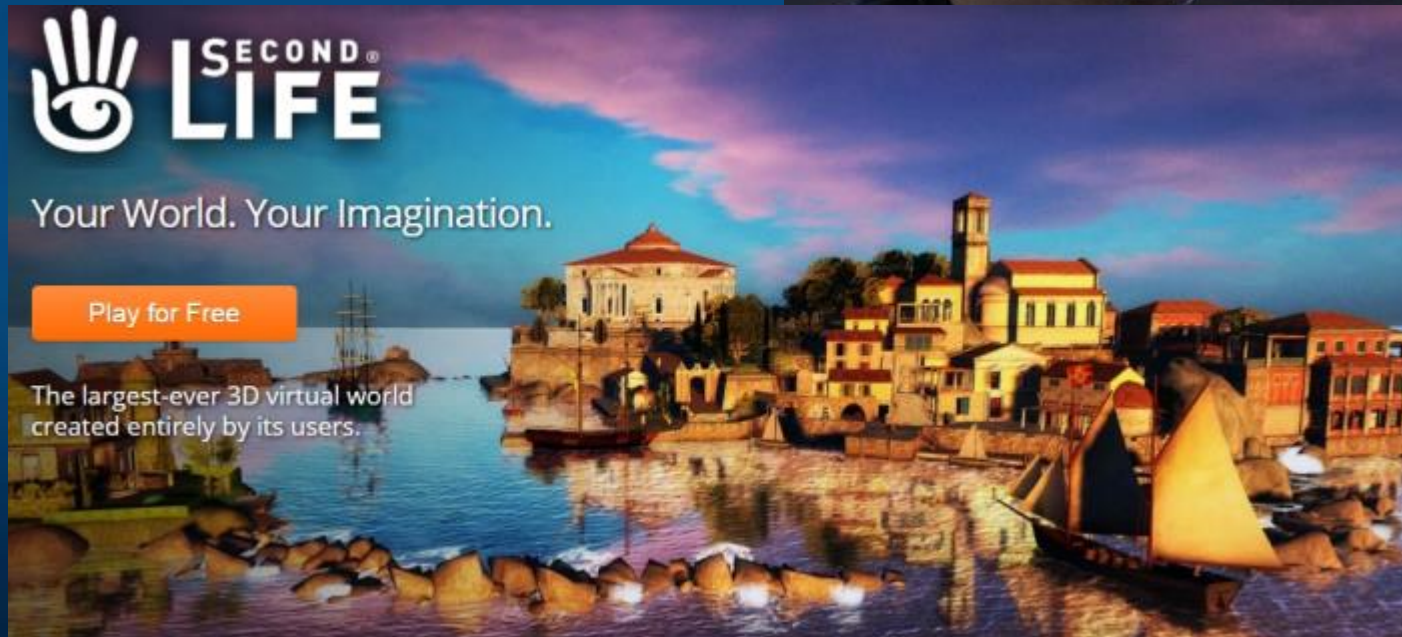 SECOND®
LIFE
Your World. Your Imagination.
Play for Free
The largest-ever 3D virtual world
created entirely by its users.